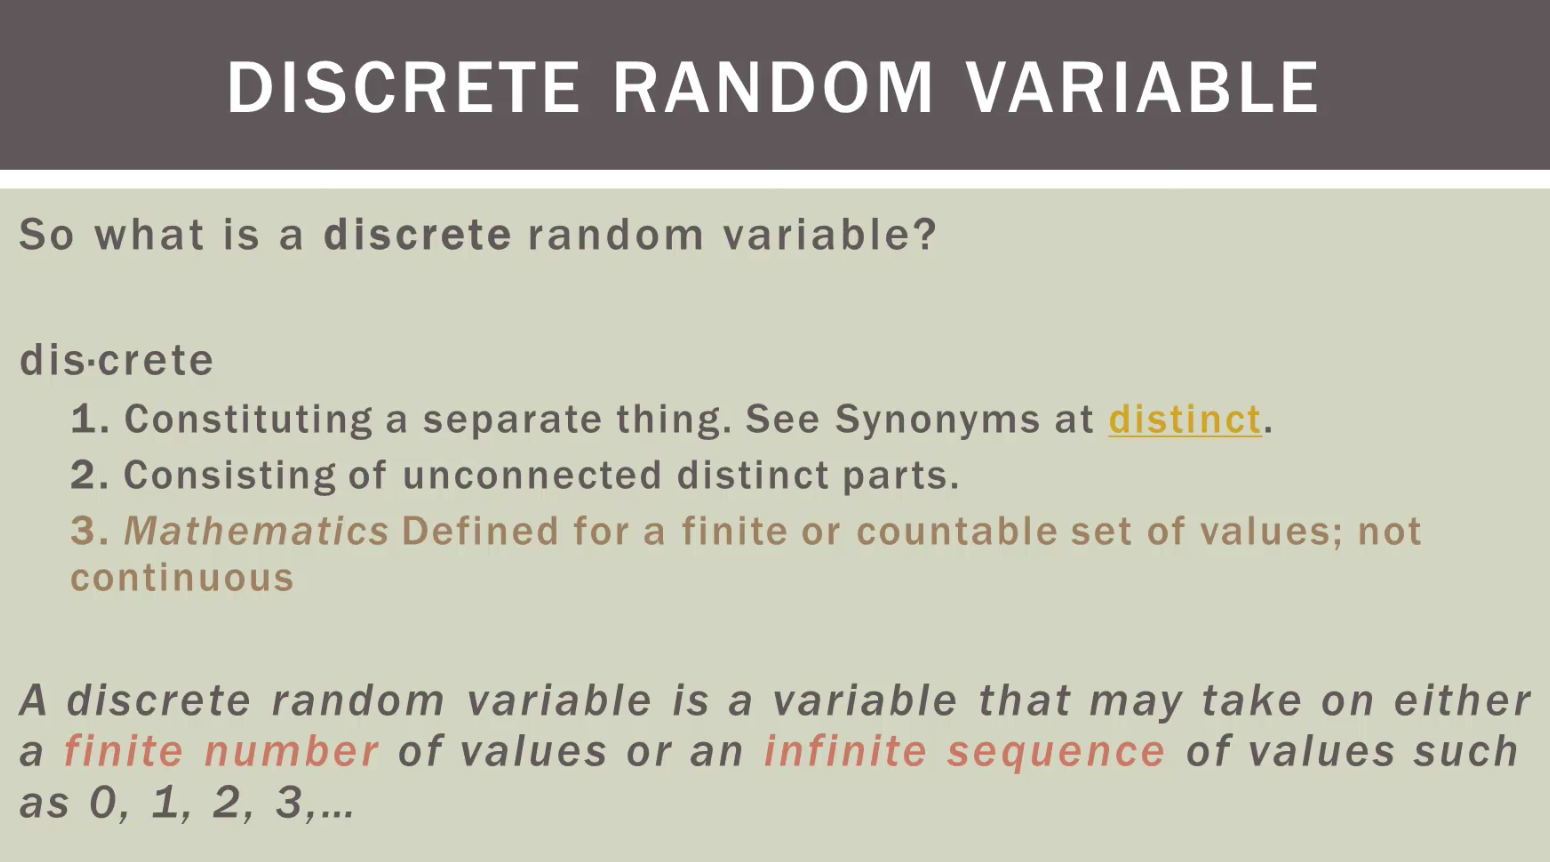 DISCRETE RANDOM VARIABLE
So what is a discrete random variable?
dis·crete
1. Constituting a separate thing. See Synonyms at distinct.
2. Consisting of unconnected distinct parts.
3. Mathematics Defined for a finite or countable set of values; not
continuous
A discrete random variable is a variable that may take on either
a finite number of values or an infinite sequence of values such
as 0, 1, 2, 3,...